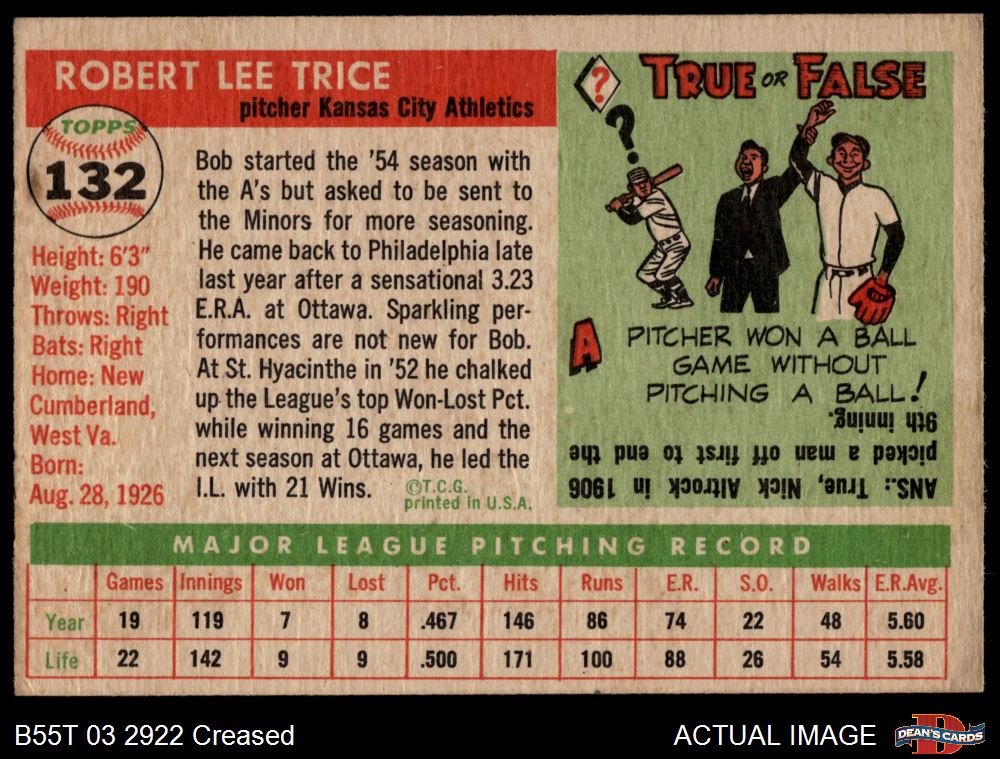 ROBERT LEE TRICE
pitcher Kansas City Athletics
TOPPS
132
Height: 6'3"
Weight: 190
Throws: Right
Bats: Right
Home: New
Cumberland,
West Va.
Born:
Aug. 28, 1926
Bob started the '54 season with
the A's but asked to be sent to
the Minors for more seasoning.
He came back to Philadelphia late
last year after a sensational 3.23
E.R.A. at Ottawa. Sparkling per-
formances are not new for Bob.
At St. Hyacinthe in '52 he chalked
up the League's top Won-Lost Pct.
while winning 16 games and the
next season at Ottawa, he led the
I.L. with 21 Wins.
©T.C.G.
printed in U.S.A.
?
TRUE OR FALSE
?
A PITCHER WON A BALL
GAME WITHOUT
PITCHING A BALL!
ANS.: True, Nick Altrock in 1906
picked a man off first to end the
9th inning.
MAJOR LEAGUE PITCHING RECORD
Games Innings Won Lost Pct. Hits Runs E.R. S.O. Walks E.R.Avg.
Year 19 119 7 8 .467 146 86 74 22 48 5.60
Life 22 142 9 9 .500 171 100 88 26 54 5.58
B55T 03 2922 Creased
ACTUAL IMAGE
D
DEAN'S CARDS